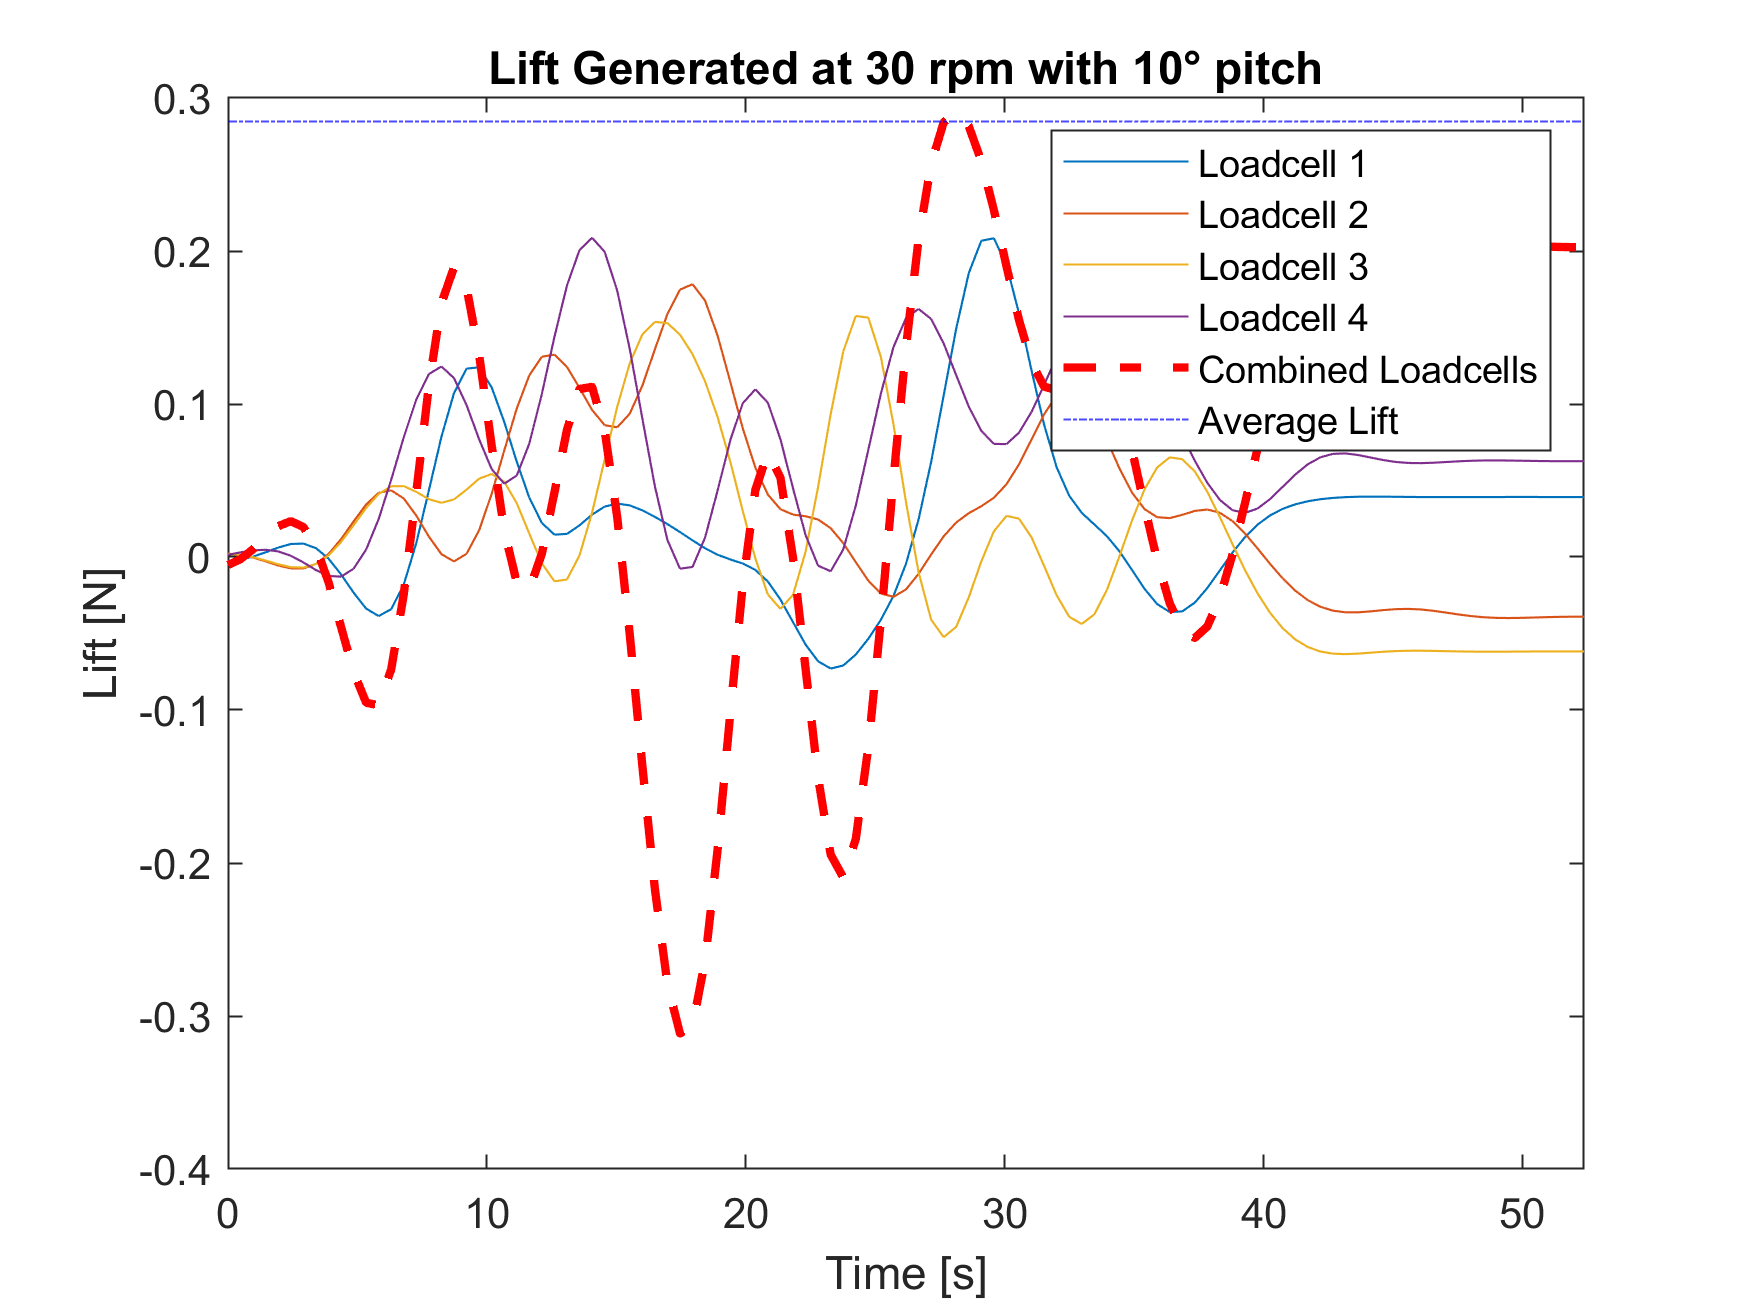 Lift Generated at 30 rpm with 10° pitch
0.3
0.2
0.1
0
-0.1
-0.2
-0.3
-0.4
Lift [N]
Loadcell 1
Loadcell 2
Loadcell 3
Loadcell 4
Combined Loadcells
Average Lift
0 10 20 30 40 50
Time [s]